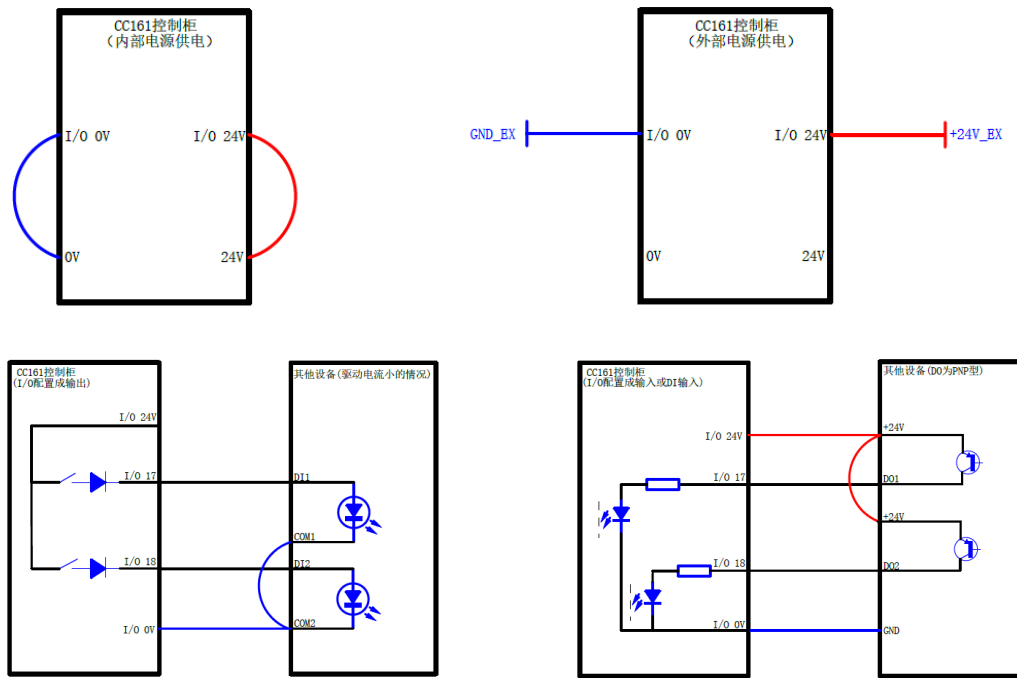 CC161控制柜
（内部电源供电）
I/O 0V
I/O 24V
0V
24V
CC161控制柜
（外部电源供电）
GND_EX
I/O 0V
I/O 24V
+24V_EX
0V
24V
CC161控制柜
(I/O配置成输出)
I/O 24V
I/O 17
I/O 18
I/O 0V
其他设备(驱动电流小的情况)
DI1
COM1
DI2
COM2
CC161控制柜
(I/O配置成输入或DI输入)
I/O 24V
I/O 17
I/O 18
I/O 0V
其他设备(DO为PNP型)
+24V
DO1
+24V
DO2
GND